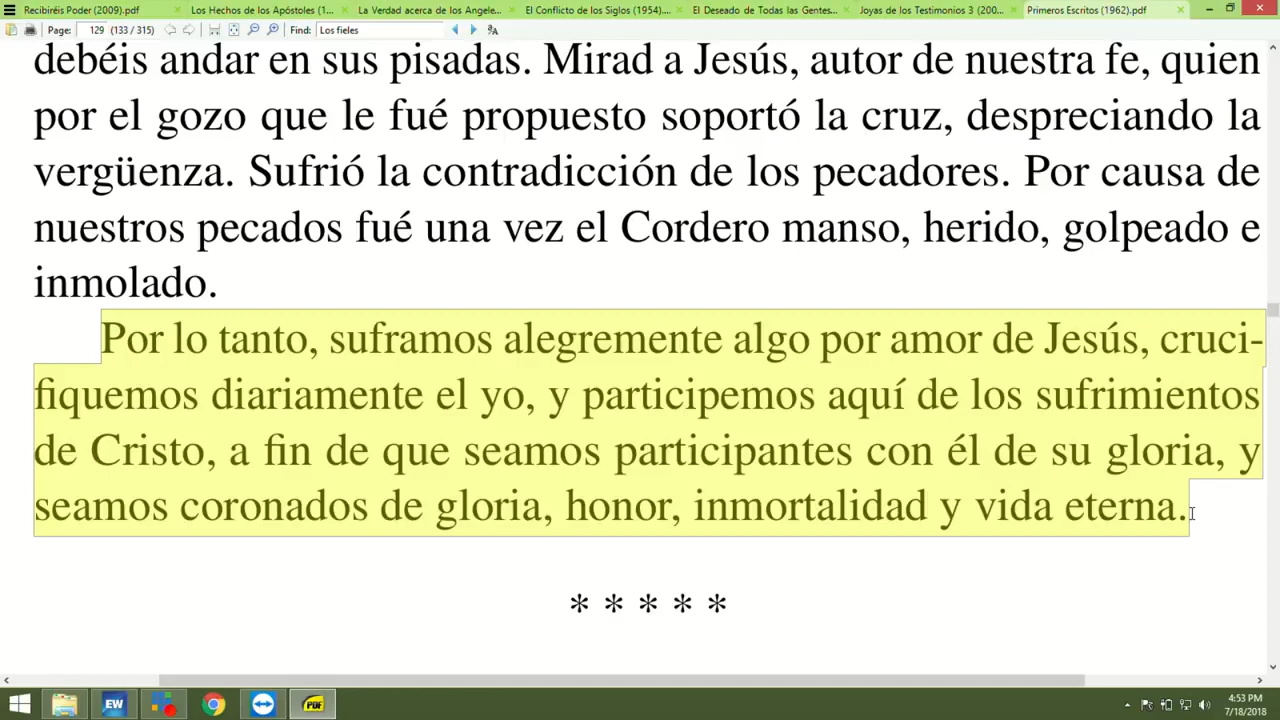 Recibiréis Poder (2009).pdf
Los Hechos de los Apóstoles (1...
La Verdad acerca de los Angele...
El Conflicto de los Siglos (1954)....
El Deseado de Todas las Gentes...
Joyas de los Testimonios 3 (200...
Primeros Escritos (1962).pdf
Page: 129 (133 / 315) Find: Los fieles
debéis andar en sus pisadas. Mirad a Jesús, autor de nuestra fe, quien
por el gozo que le fué propuesto soportó la cruz, despreciando la
vergüenza. Sufrió la contradicción de los pecadores. Por causa de
nuestros pecados fué una vez el Cordero manso, herido, golpeado e
inmolado.
Por lo tanto, suframos alegremente algo por amor de Jesús, cruci-
fiquemos diariamente el yo, y participemos aquí de los sufrimientos
de Cristo, a fin de que seamos participantes con él de su gloria, y
seamos coronados de gloria, honor, inmortalidad y vida eterna.
* * * * *
EW
PDF
4:53 PM
7/18/2018